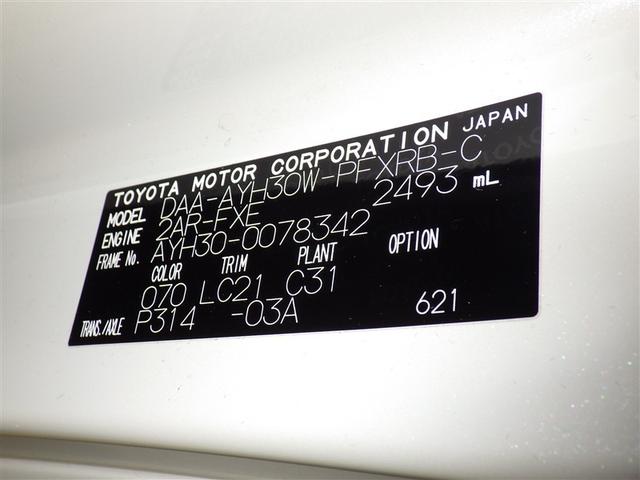 TOYOTA MOTOR CORPORATION JAPAN
MODEL DAA-AYH30W-PFXRB-C
ENGINE 2AR-FXE 2493 mL
FRAME No. AYH30-0078342
COLOR TRIM PLANT OPTION
070 LC21 C31
TRANS./AXLE P314 -03A 621